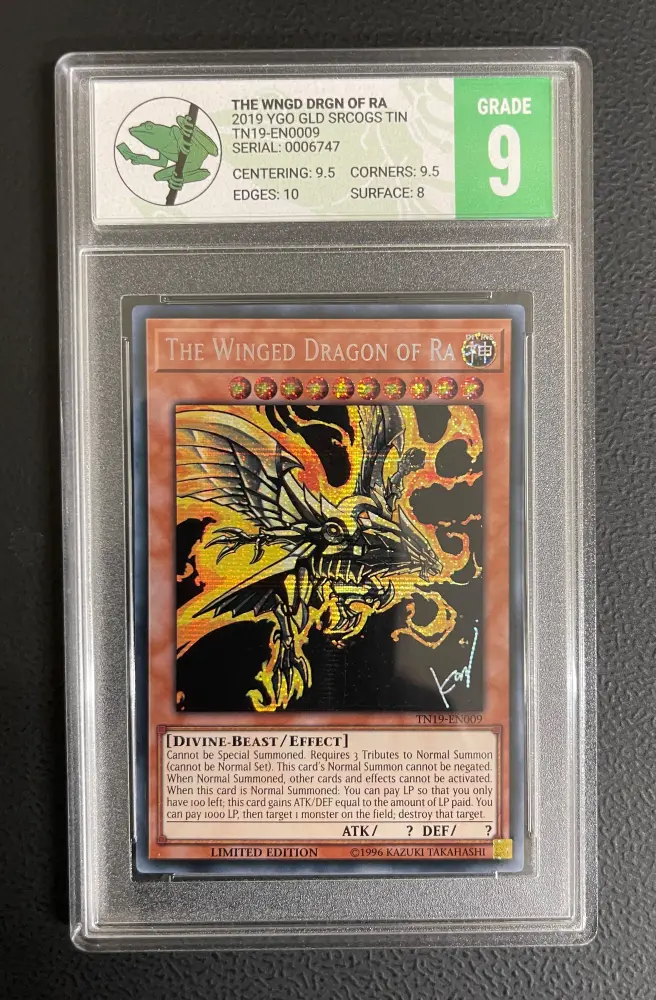 THE WNGD DRGN OF RA
2019 YGO GLD SRCOGS TIN
TN19-EN0009
SERIAL: 0006747
CENTERING: 9.5 CORNERS: 9.5
EDGES: 10 SURFACE: 8
GRADE
9
THE WINGED DRAGON OF RA
DIVINE
神
TN19-EN009
[DIVINE-BEAST/EFFECT]
Cannot be Special Summoned. Requires 3 Tributes to Normal Summon
(cannot be Normal Set). This card's Normal Summon cannot be negated.
When Normal Summoned, other cards and effects cannot be activated.
When this card is Normal Summoned: You can pay LP so that you only
have 100 left; this card gains ATK/DEF equal to the amount of LP paid. You
can pay 1000 LP, then target 1 monster on the field; destroy that target.
ATK/ ? DEF/ ?
LIMITED EDITION ©1996 KAZUKI TAKAHASHI